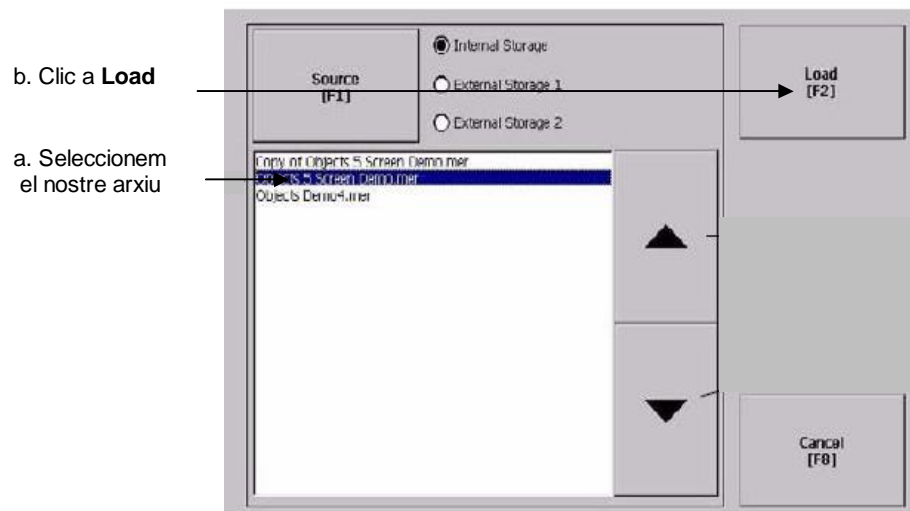 b. Clic a Load
a. Seleccionem
el nostre arxiu
Source
[F1]
Internal Storage
External Storage 1
External Storage 2
Load
[F2]
Copy of Objects 5 Screen Demo.mer
Objects 5 Screen Demo.mer
Objects Demo4.mer
Cancel
[F8]